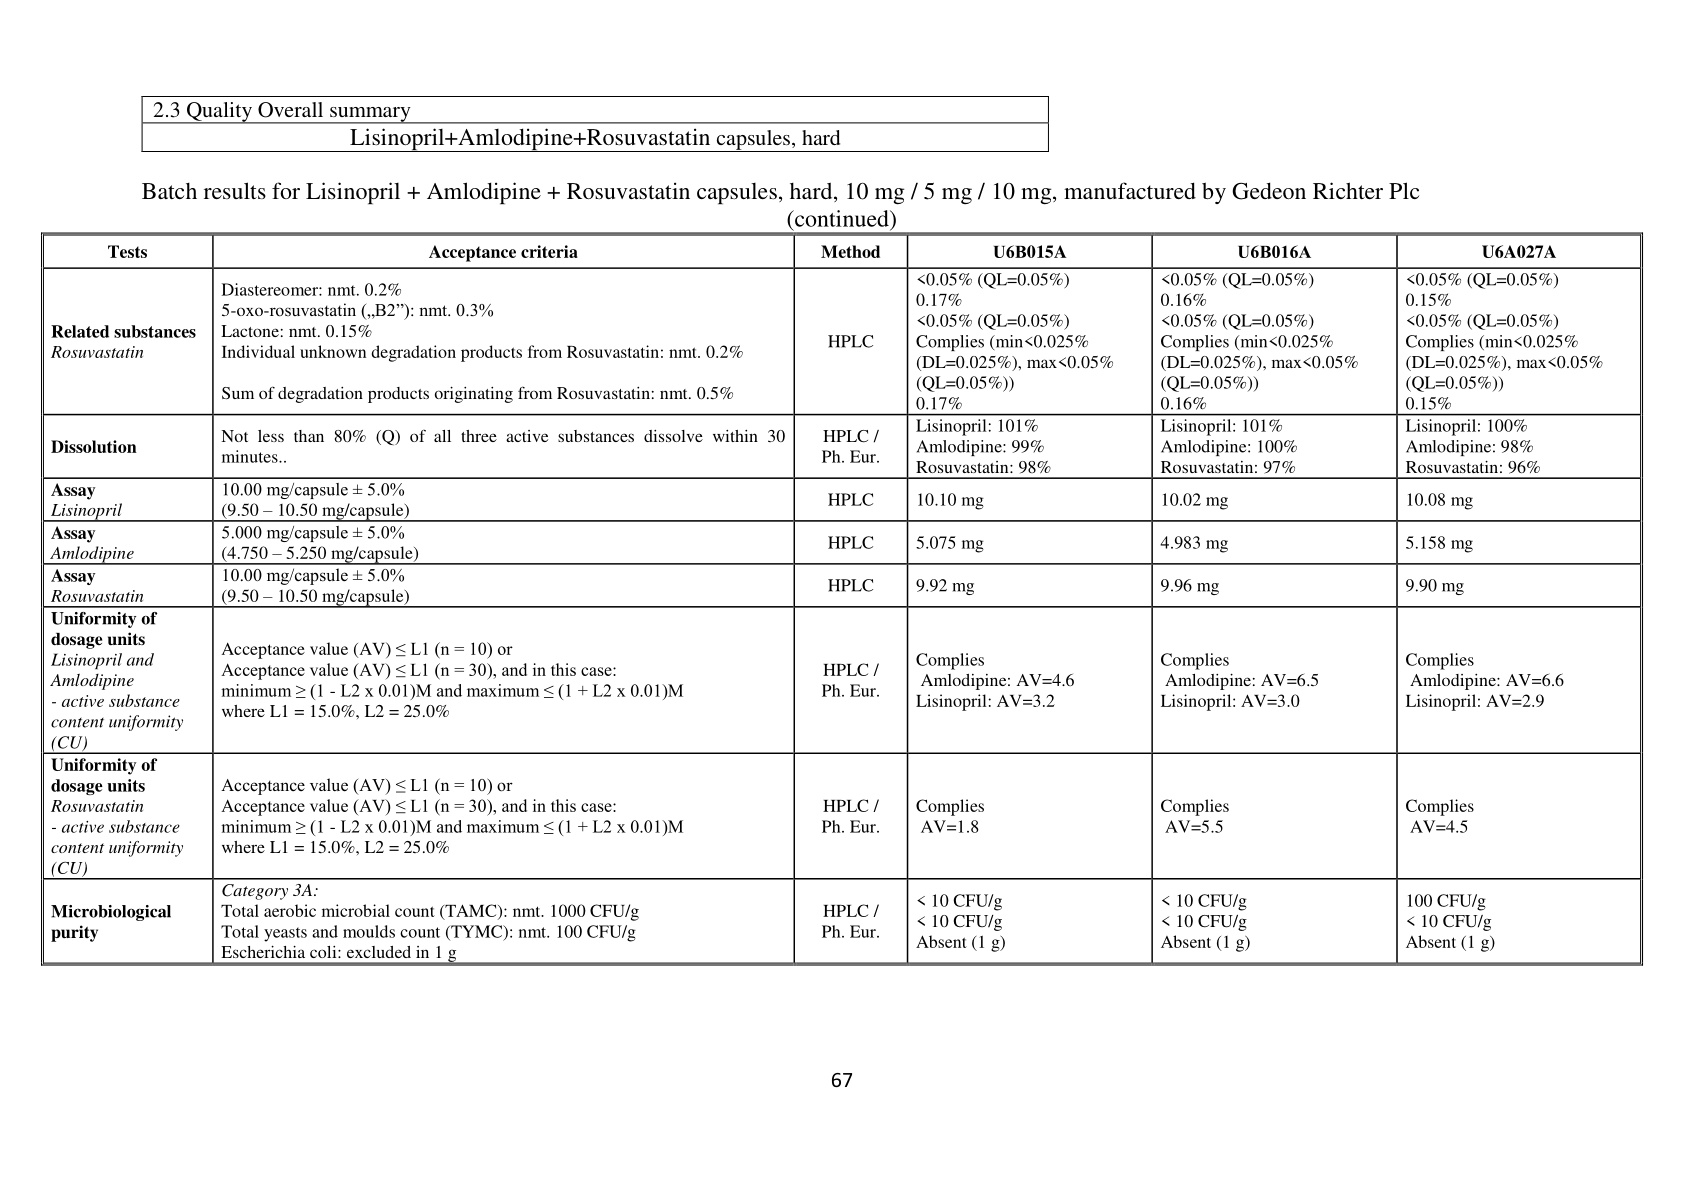 2.3 Quality Overall summary
Lisinopril+Amlodipine+Rosuvastatin capsules, hard
Batch results for Lisinopril + Amlodipine + Rosuvastatin capsules, hard, 10 mg / 5 mg / 10 mg, manufactured by Gedeon Richter Plc
(continued)
Tests Acceptance criteria Method U6B015A U6B016A U6A027A
Related substances
Rosuvastatin
Diastereomer: nmt. 0.2%
5-oxo-rosuvastatin („B2”): nmt. 0.3%
Lactone: nmt. 0.15%
Individual unknown degradation products from Rosuvastatin: nmt. 0.2%
Sum of degradation products originating from Rosuvastatin: nmt. 0.5%
HPLC
<0.05% (QL=0.05%)
0.17%
<0.05% (QL=0.05%)
Complies (min<0.025%
(DL=0.025%), max<0.05%
(QL=0.05%))
0.17%
<0.05% (QL=0.05%)
0.16%
<0.05% (QL=0.05%)
Complies (min<0.025%
(DL=0.025%), max<0.05%
(QL=0.05%))
0.16%
<0.05% (QL=0.05%)
0.15%
<0.05% (QL=0.05%)
Complies (min<0.025%
(DL=0.025%), max<0.05%
(QL=0.05%))
0.15%
Dissolution
Not less than 80% (Q) of all three active substances dissolve within 30
minutes..
HPLC /
Ph. Eur.
Lisinopril: 101%
Amlodipine: 99%
Rosuvastatin: 98%
Lisinopril: 101%
Amlodipine: 100%
Rosuvastatin: 97%
Lisinopril: 100%
Amlodipine: 98%
Rosuvastatin: 96%
Assay
Lisinopril
10.00 mg/capsule ± 5.0%
(9.50 – 10.50 mg/capsule)
HPLC
10.10 mg
10.02 mg
10.08 mg
Assay
Amlodipine
5.000 mg/capsule ± 5.0%
(4.750 – 5.250 mg/capsule)
HPLC
5.075 mg
4.983 mg
5.158 mg
Assay
Rosuvastatin
10.00 mg/capsule ± 5.0%
(9.50 – 10.50 mg/capsule)
HPLC
9.92 mg
9.96 mg
9.90 mg
Uniformity of
dosage units
Lisinopril and
Amlodipine
- active substance
content uniformity
(CU)
Acceptance value (AV) ≤ L1 (n = 10) or
Acceptance value (AV) ≤ L1 (n = 30), and in this case:
minimum ≥ (1 - L2 x 0.01)M and maximum ≤ (1 + L2 x 0.01)M
where L1 = 15.0%, L2 = 25.0%
HPLC /
Ph. Eur.
Complies
Amlodipine: AV=4.6
Lisinopril: AV=3.2
Complies
Amlodipine: AV=6.5
Lisinopril: AV=3.0
Complies
Amlodipine: AV=6.6
Lisinopril: AV=2.9
Uniformity of
dosage units
Rosuvastatin
- active substance
content uniformity
(CU)
Acceptance value (AV) ≤ L1 (n = 10) or
Acceptance value (AV) ≤ L1 (n = 30), and in this case:
minimum ≥ (1 - L2 x 0.01)M and maximum ≤ (1 + L2 x 0.01)M
where L1 = 15.0%, L2 = 25.0%
HPLC /
Ph. Eur.
Complies
AV=1.8
Complies
AV=5.5
Complies
AV=4.5
Microbiological
purity
Category 3A:
Total aerobic microbial count (TAMC): nmt. 1000 CFU/g
Total yeasts and moulds count (TYMC): nmt. 100 CFU/g
Escherichia coli: excluded in 1 g
HPLC /
Ph. Eur.
< 10 CFU/g
< 10 CFU/g
Absent (1 g)
< 10 CFU/g
< 10 CFU/g
Absent (1 g)
100 CFU/g
< 10 CFU/g
Absent (1 g)
67